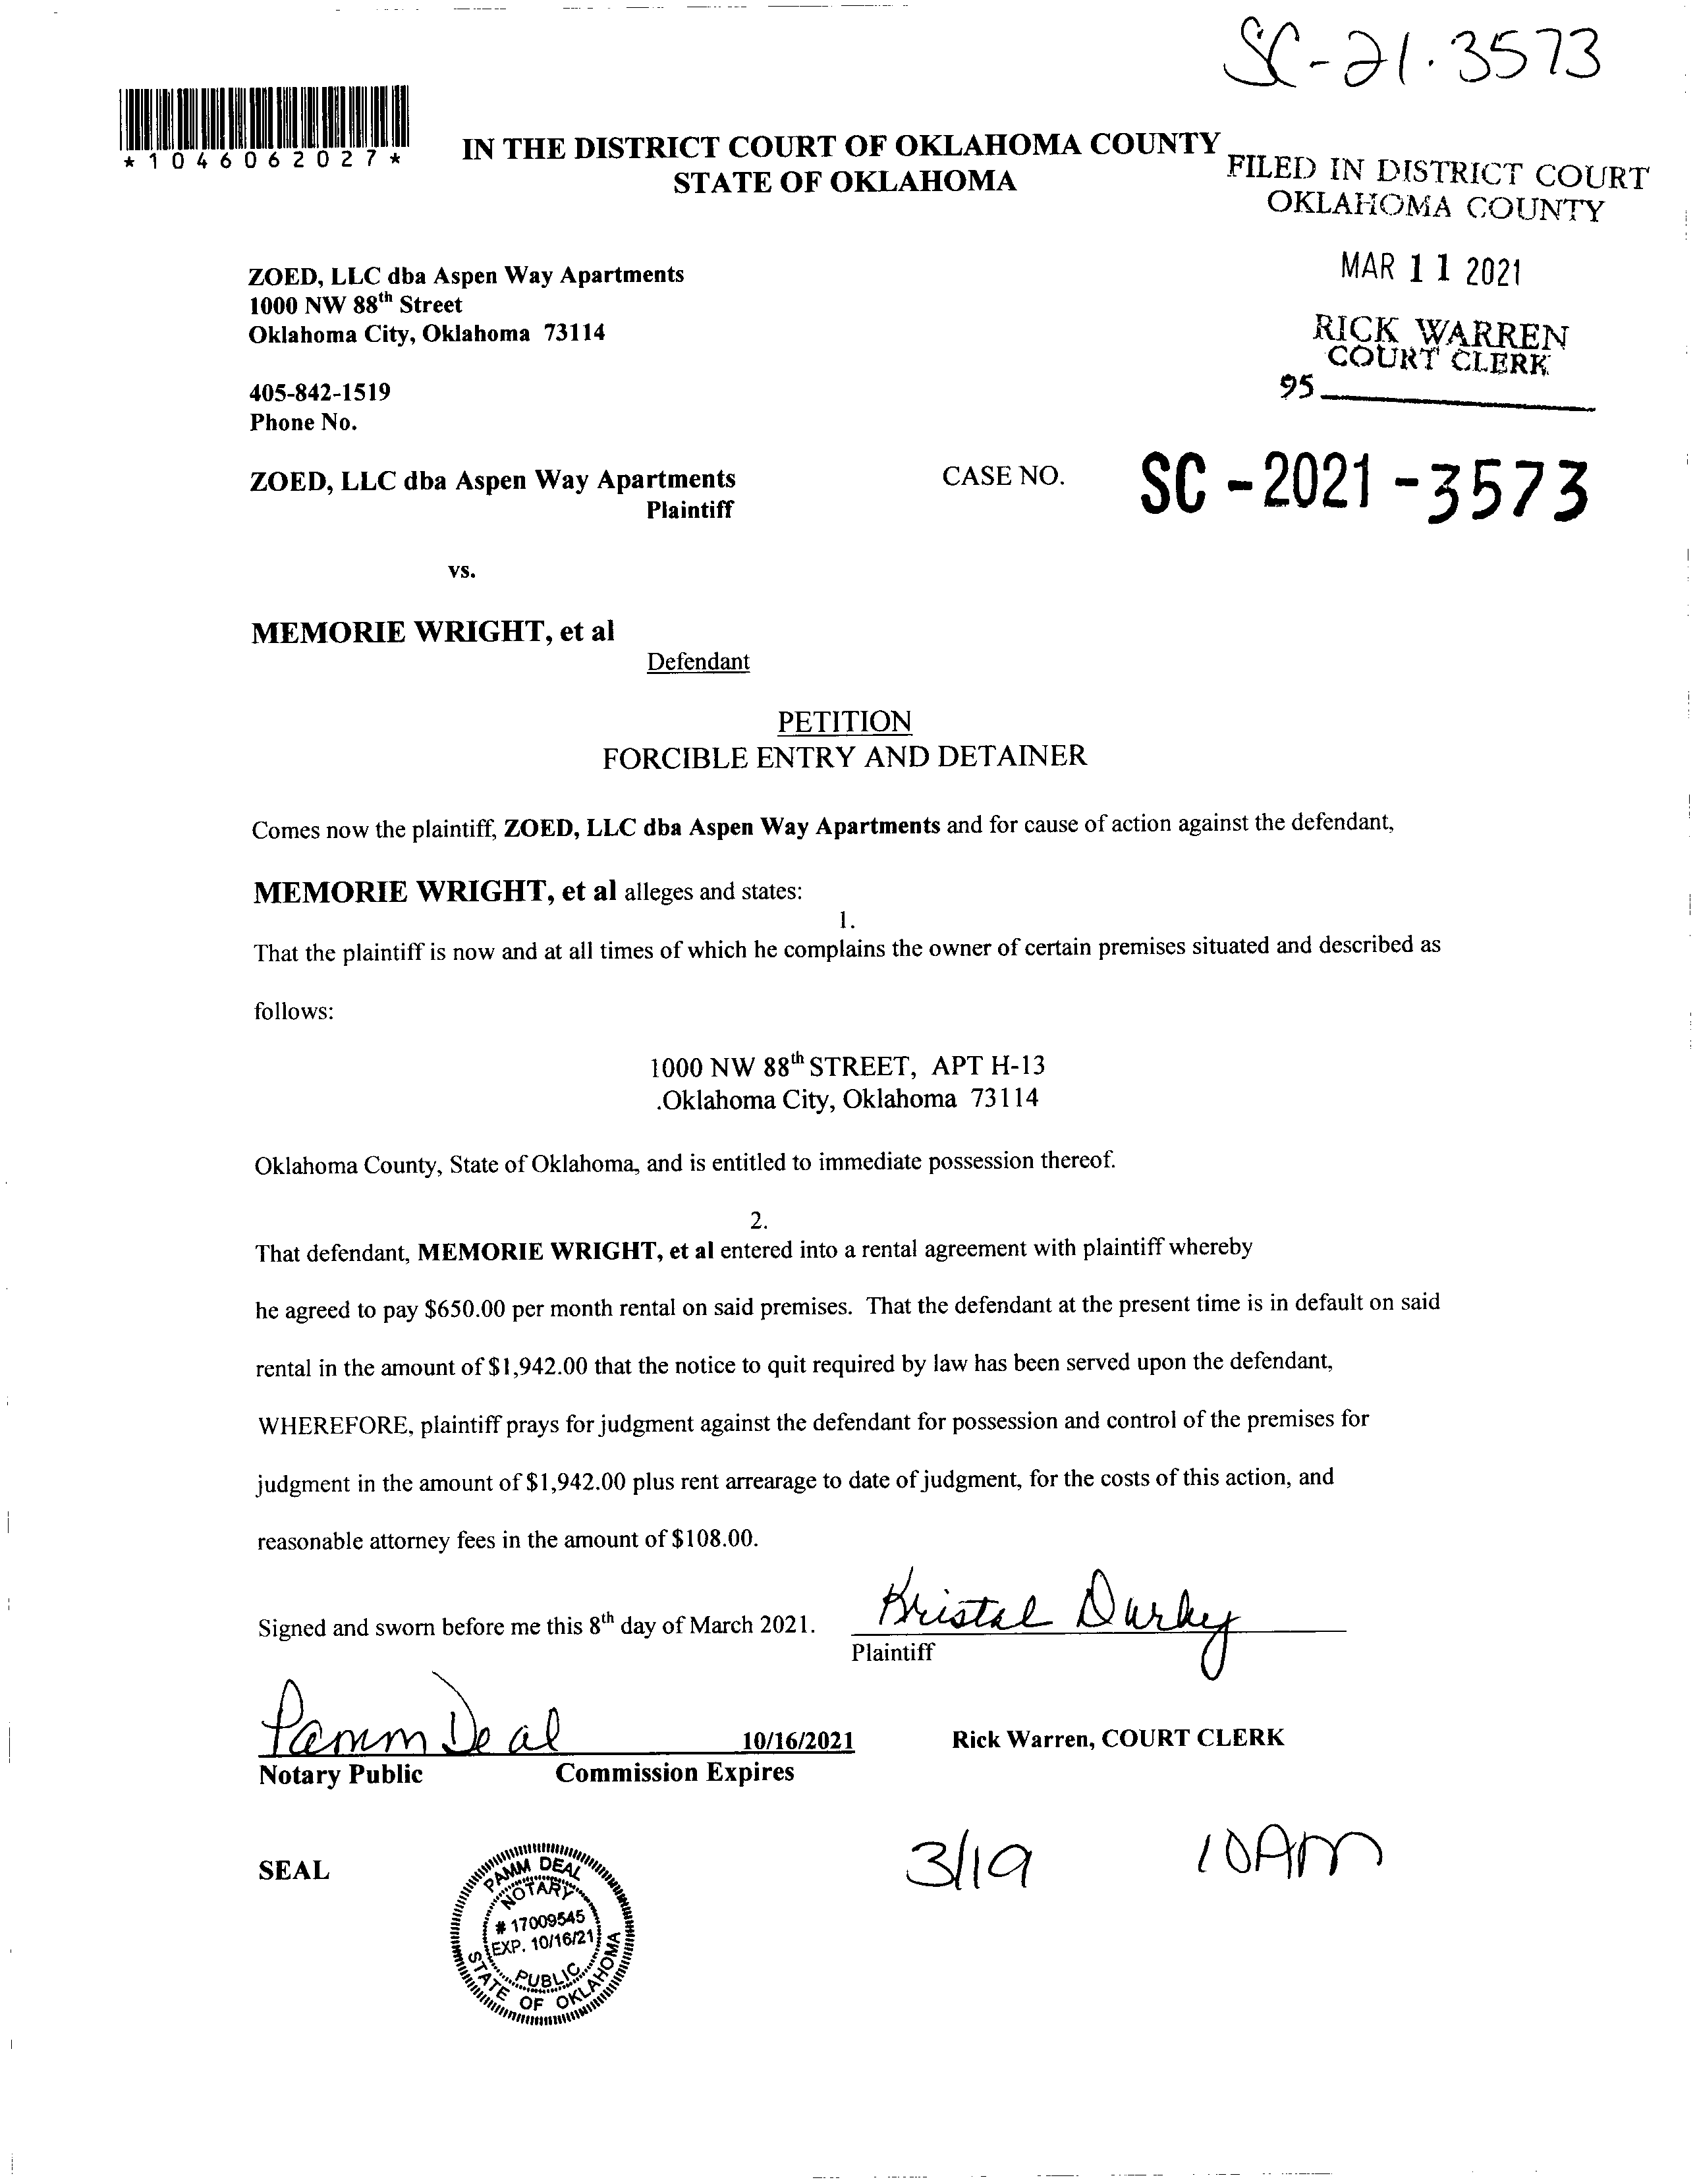 SC-21.3573
*1046062027*
IN THE DISTRICT COURT OF OKLAHOMA COUNTY
STATE OF OKLAHOMA
FILED IN DISTRICT COURT
OKLAHOMA COUNTY
MAR 11 2021
RICK WARREN
COURT CLERK
95
ZOED, LLC dba Aspen Way Apartments
1000 NW 88th Street
Oklahoma City, Oklahoma 73114
405-842-1519
Phone No.
ZOED, LLC dba Aspen Way Apartments
Plaintiff
CASE NO. SC-2021-3573
vs.
MEMORIE WRIGHT, et al
Defendant
PETITION
FORCIBLE ENTRY AND DETAINER
Comes now the plaintiff, ZOED, LLC dba Aspen Way Apartments and for cause of action against the defendant,
MEMORIE WRIGHT, et al alleges and states:
1.
That the plaintiff is now and at all times of which he complains the owner of certain premises situated and described as
follows:
1000 NW 88th STREET, APT H-13
.Oklahoma City, Oklahoma 73114
Oklahoma County, State of Oklahoma, and is entitled to immediate possession thereof.
2.
That defendant, MEMORIE WRIGHT, et al entered into a rental agreement with plaintiff whereby
he agreed to pay $650.00 per month rental on said premises. That the defendant at the present time is in default on said
rental in the amount of $1,942.00 that the notice to quit required by law has been served upon the defendant,
WHEREFORE, plaintiff prays for judgment against the defendant for possession and control of the premises for
judgment in the amount of $1,942.00 plus rent arrearage to date of judgment, for the costs of this action, and
reasonable attorney fees in the amount of $108.00.
Signed and sworn before me this 8th day of March 2021.
Kristal Durley
Plaintiff
Pamm Deal 10/16/2021
Notary Public Commission Expires
Rick Warren, COURT CLERK
SEAL
PAMM DEAL
NOTARY
# 17009545
EXP. 10/16/21
PUBLIC
STATE OF OKLAHOMA
3/19 10AM